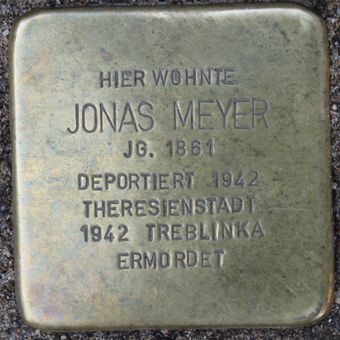 HIER WOHNTE
JONAS MEYER
JG. 1861
DEPORTIERT 1942
THERESIENSTADT
1942 TREBLINKA
ERMORDET